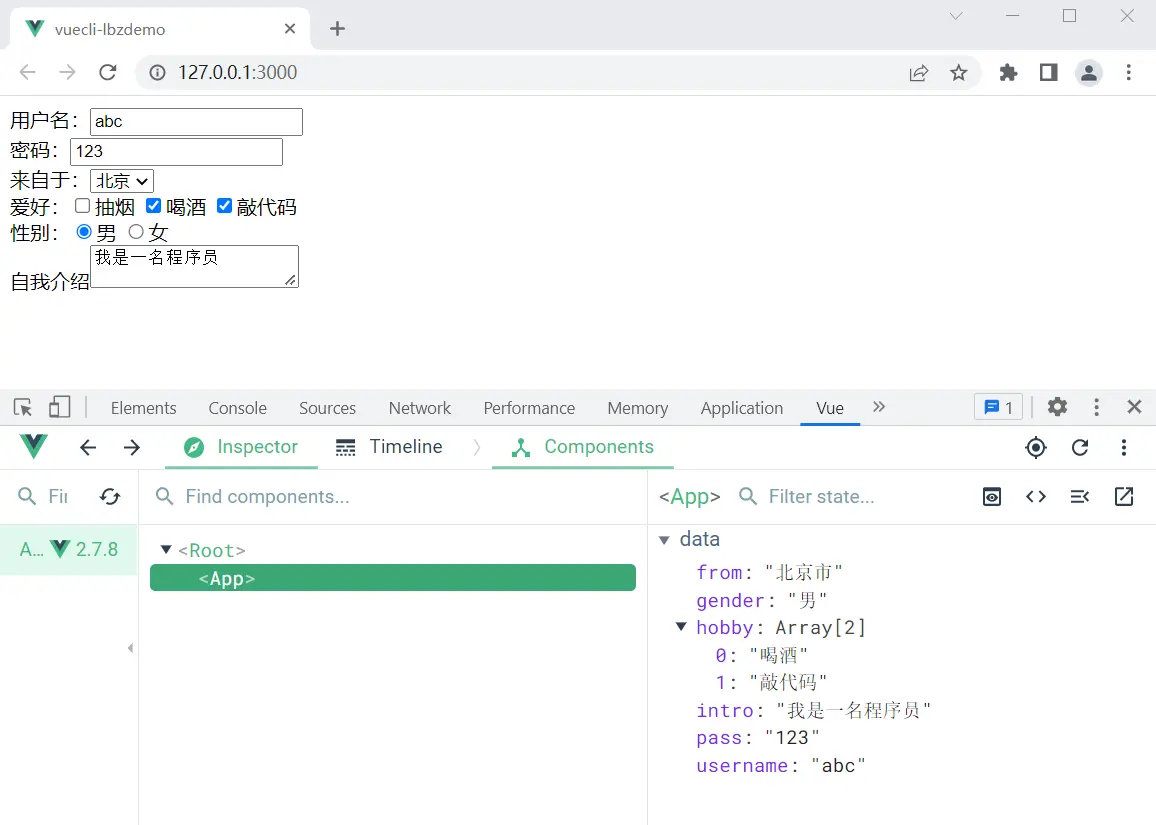 vuecli-lbzdemo
127.0.0.1:3000
用户名： abc
密码： 123
来自于： 北京
爱好： 抽烟 喝酒 敲代码
性别： 男 女
自我介绍 我是一名程序员
Elements Console Sources Network Performance Memory Application Vue » 1
Inspector Timeline Components
Fi Find components... <App> Filter state...
A... 2.7.8
<Root>
<App>
data
from: "北京市"
gender: "男"
hobby: Array[2]
0: "喝酒"
1: "敲代码"
intro: "我是一名程序员"
pass: "123"
username: "abc"